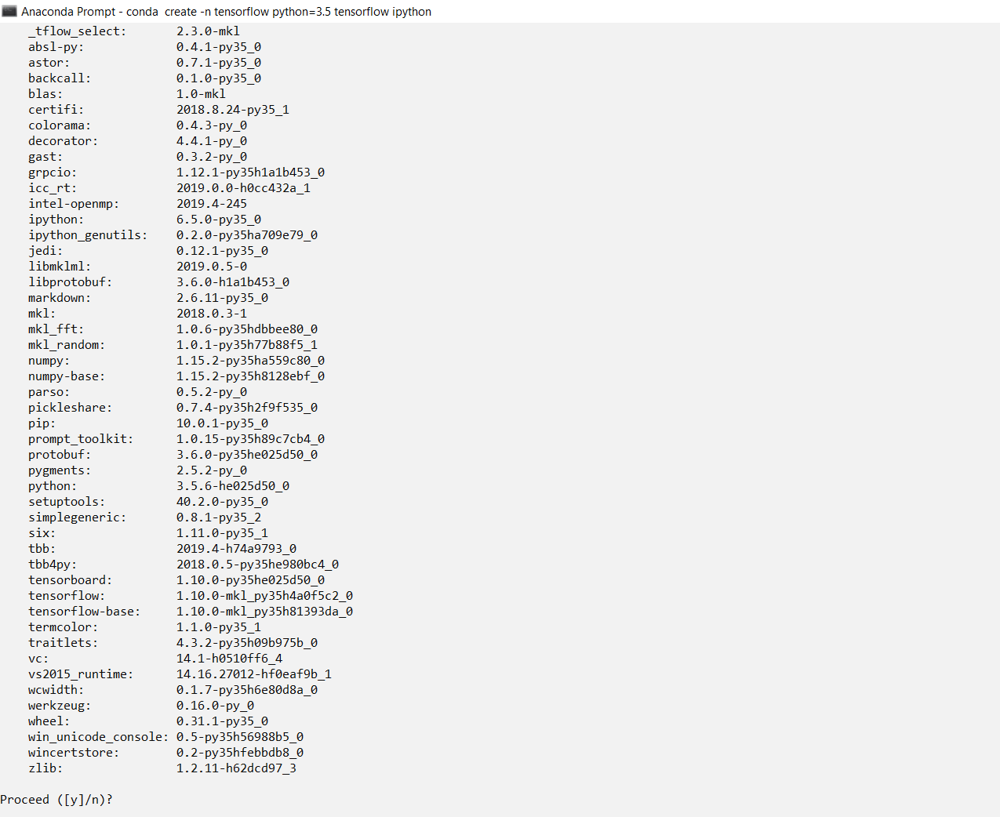 Anaconda Prompt - conda  create -n tensorflow python=3.5 tensorflow ipython
_tflow_select:       2.3.0-mkl
absl-py:             0.4.1-py35_0
astor:               0.7.1-py35_0
backcall:            0.1.0-py35_0
blas:                1.0-mkl
certifi:             2018.8.24-py35_1
colorama:            0.4.3-py_0
decorator:           4.4.1-py_0
gast:                0.3.2-py_0
grpcio:              1.12.1-py35h1a1b453_0
icc_rt:              2019.0.0-h0cc432a_1
intel-openmp:        2019.4-245
ipython:             6.5.0-py35_0
ipython_genutils:    0.2.0-py35ha709e79_0
jedi:                0.12.1-py35_0
libmklml:            2019.0.5-0
libprotobuf:         3.6.0-h1a1b453_0
markdown:            2.6.11-py35_0
mkl:                 2018.0.3-1
mkl_fft:             1.0.6-py35hdbbee80_0
mkl_random:          1.0.1-py35h77b88f5_1
numpy:               1.15.2-py35ha559c80_0
numpy-base:          1.15.2-py35h8128ebf_0
parso:               0.5.2-py_0
pickleshare:         0.7.4-py35h2f9f535_0
pip:                 10.0.1-py35_0
prompt_toolkit:      1.0.15-py35h89c7cb4_0
protobuf:            3.6.0-py35he025d50_0
pygments:            2.5.2-py_0
python:              3.5.6-he025d50_0
setuptools:          40.2.0-py35_0
simplegeneric:       0.8.1-py35_2
six:                 1.11.0-py35_1
tbb:                 2019.4-h74a9793_0
tbb4py:              2018.0.5-py35he980bc4_0
tensorboard:         1.10.0-py35he025d50_0
tensorflow:          1.10.0-mkl_py35h4a0f5c2_0
tensorflow-base:     1.10.0-mkl_py35h81393da_0
termcolor:           1.1.0-py35_1
traitlets:           4.3.2-py35h09b975b_0
vc:                  14.1-h0510ff6_4
vs2015_runtime:      14.16.27012-hf0eaf9b_1
wcwidth:             0.1.7-py35h6e80d8a_0
werkzeug:            0.16.0-py_0
wheel:               0.31.1-py35_0
win_unicode_console: 0.5-py35h56988b5_0
wincertstore:        0.2-py35hfebbdb8_0
zlib:                1.2.11-h62dcd97_3
Proceed ([y]/n)?